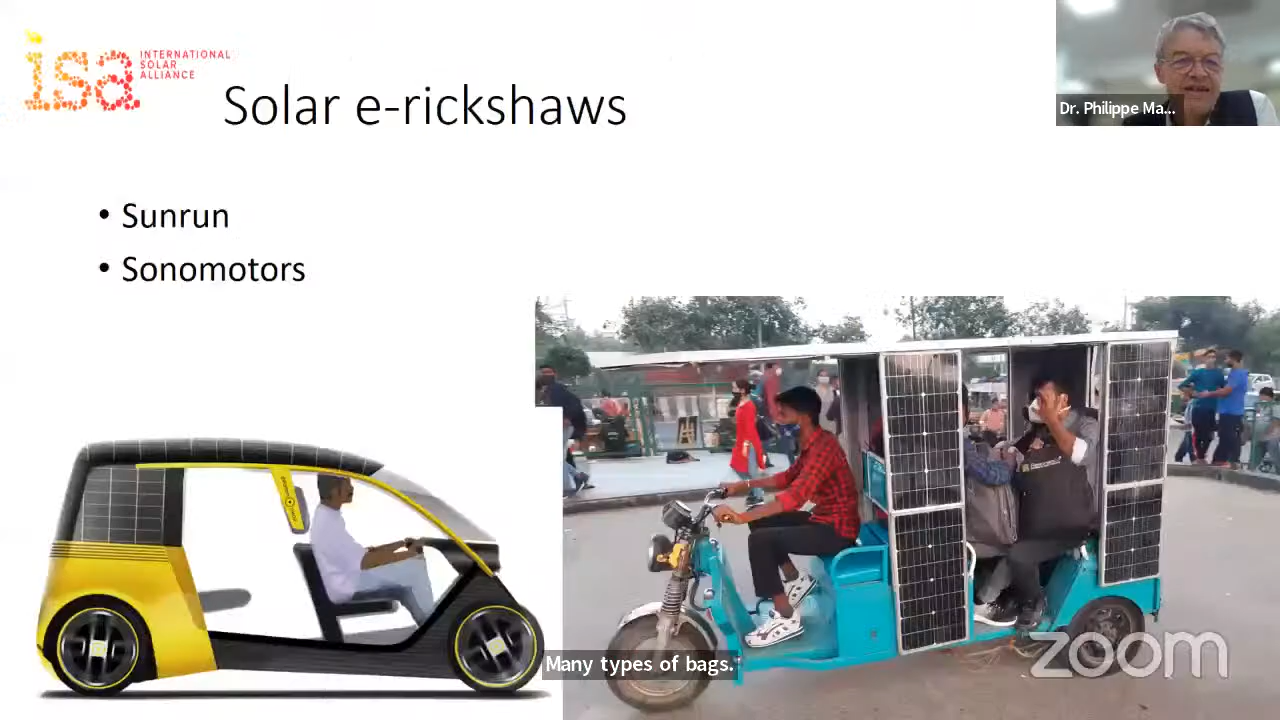 isa
INTERNATIONAL
SOLAR
ALLIANCE
Solar e-rickshaws
Dr. Philippe Ma...
• Sunrun
• Sonomotors
Many types of bags.
zoom